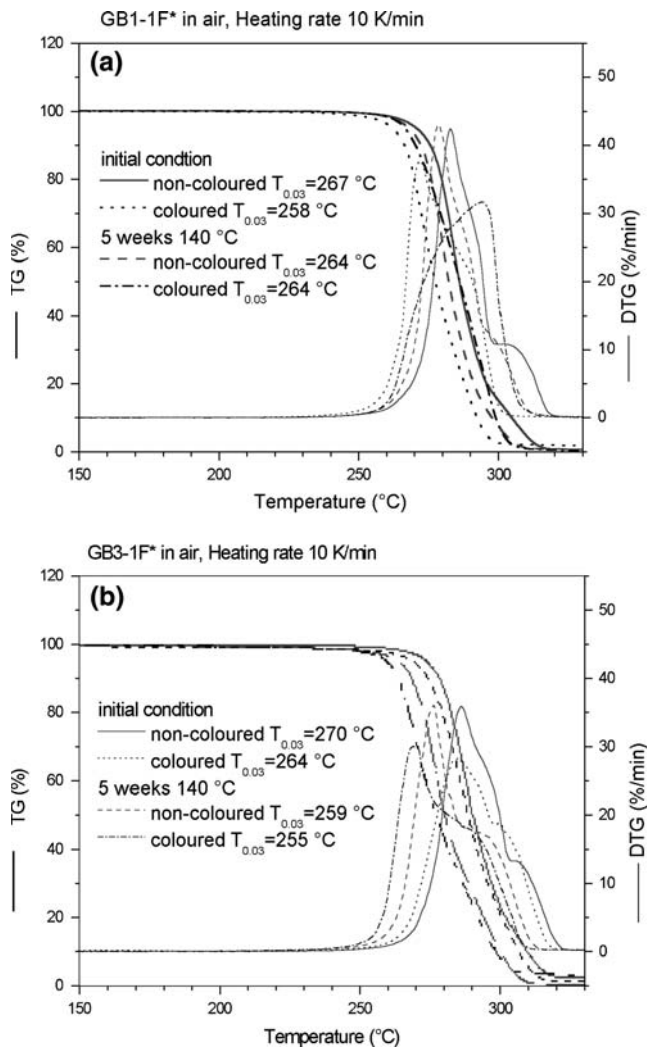 GB1-1F* in air, Heating rate 10 K/min
(a)
120
100
80
60
40
20
0
TG (%)
50
40
30
20
10
0
DTG (%/min)
initial condtion
non-coloured T0.03=267 °C
coloured T0.03=258 °C
5 weeks 140 °C
non-coloured T0.03=264 °C
coloured T0.03=264 °C
150
200
250
300
Temperature (°C)
GB3-1F* in air, Heating rate 10 K/min
(b)
120
100
80
60
40
20
0
TG (%)
50
40
30
20
10
0
DTG (%/min)
initial condition
non-coloured T0.03=270 °C
coloured T0.03=264 °C
5 weeks 140 °C
non-coloured T0.03=259 °C
coloured T0.03=255 °C
150
200
250
300
Temperature (°C)